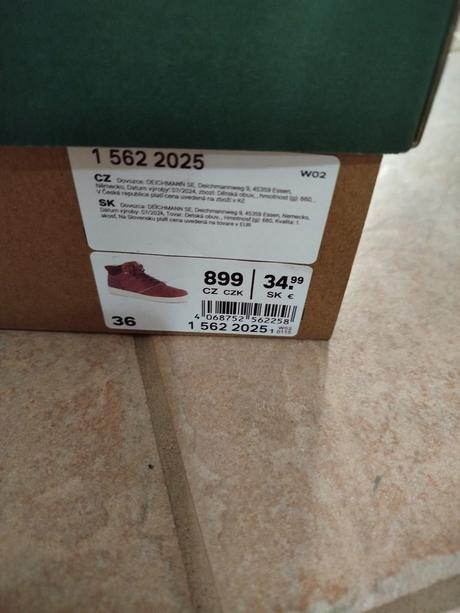 1 562 2025
W02
CZ Dovozce: DEICHMANN SE, Deichmannweg 9, 45359 Essen,
Německo, Datum výroby: 07/2024, zboží: Dětská obuv., hmotnost (g): 660, ,
V České republice platí cena uvedená na zboží v Kč
SK Dovozca: DEICHMANN SE, Deichmannweg 9, 45359 Essen, Nemecko,
Dátum výroby: 07/2024, Tovar: Detská obuv., Hmotnosť (g): 660, Kvalita: 1.
akosť, Na Slovensku platí cena uvedená na tovare v EUR
899 34.99
CZ CZK SK €
4 068752 562258
36 1 562 2025 1 W02
0115